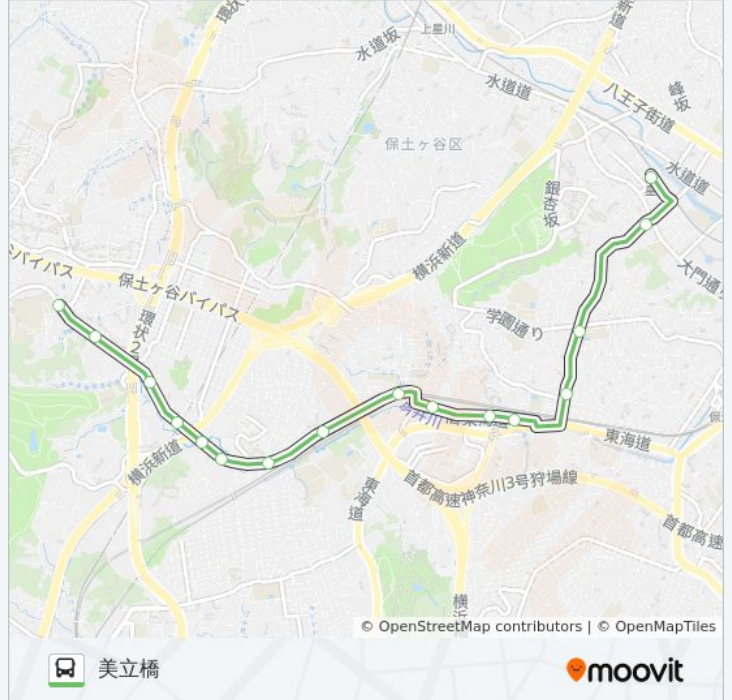 環状
新道
水道坂
上星川
水道道
峰坂
八王子街道
保土ヶ谷区
水道道
星
銀杏坂
横浜新道
大門通り
バイパス
保土ヶ谷バイパス
環状2
学園通り
東海道
横浜新道
首都高速神奈川3号狩場線
東海道
首都高速
横浜
© OpenStreetMap contributors | © OpenMapTiles
美立橋
moovit